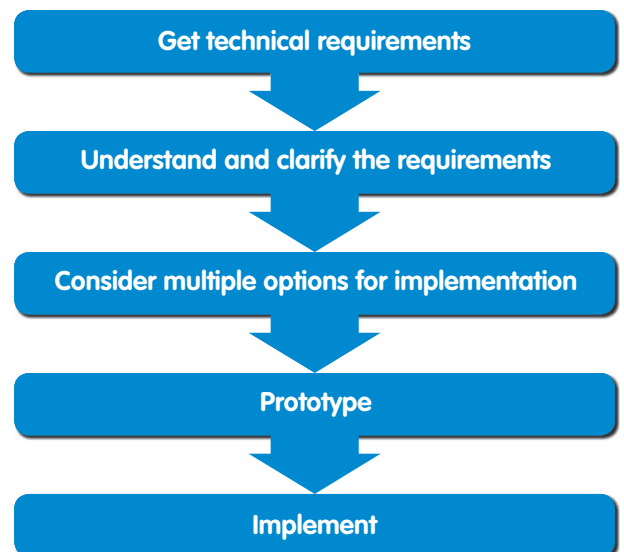 Get technical requirements
Understand and clarify the requirements
Consider multiple options for implementation
Prototype
Implement